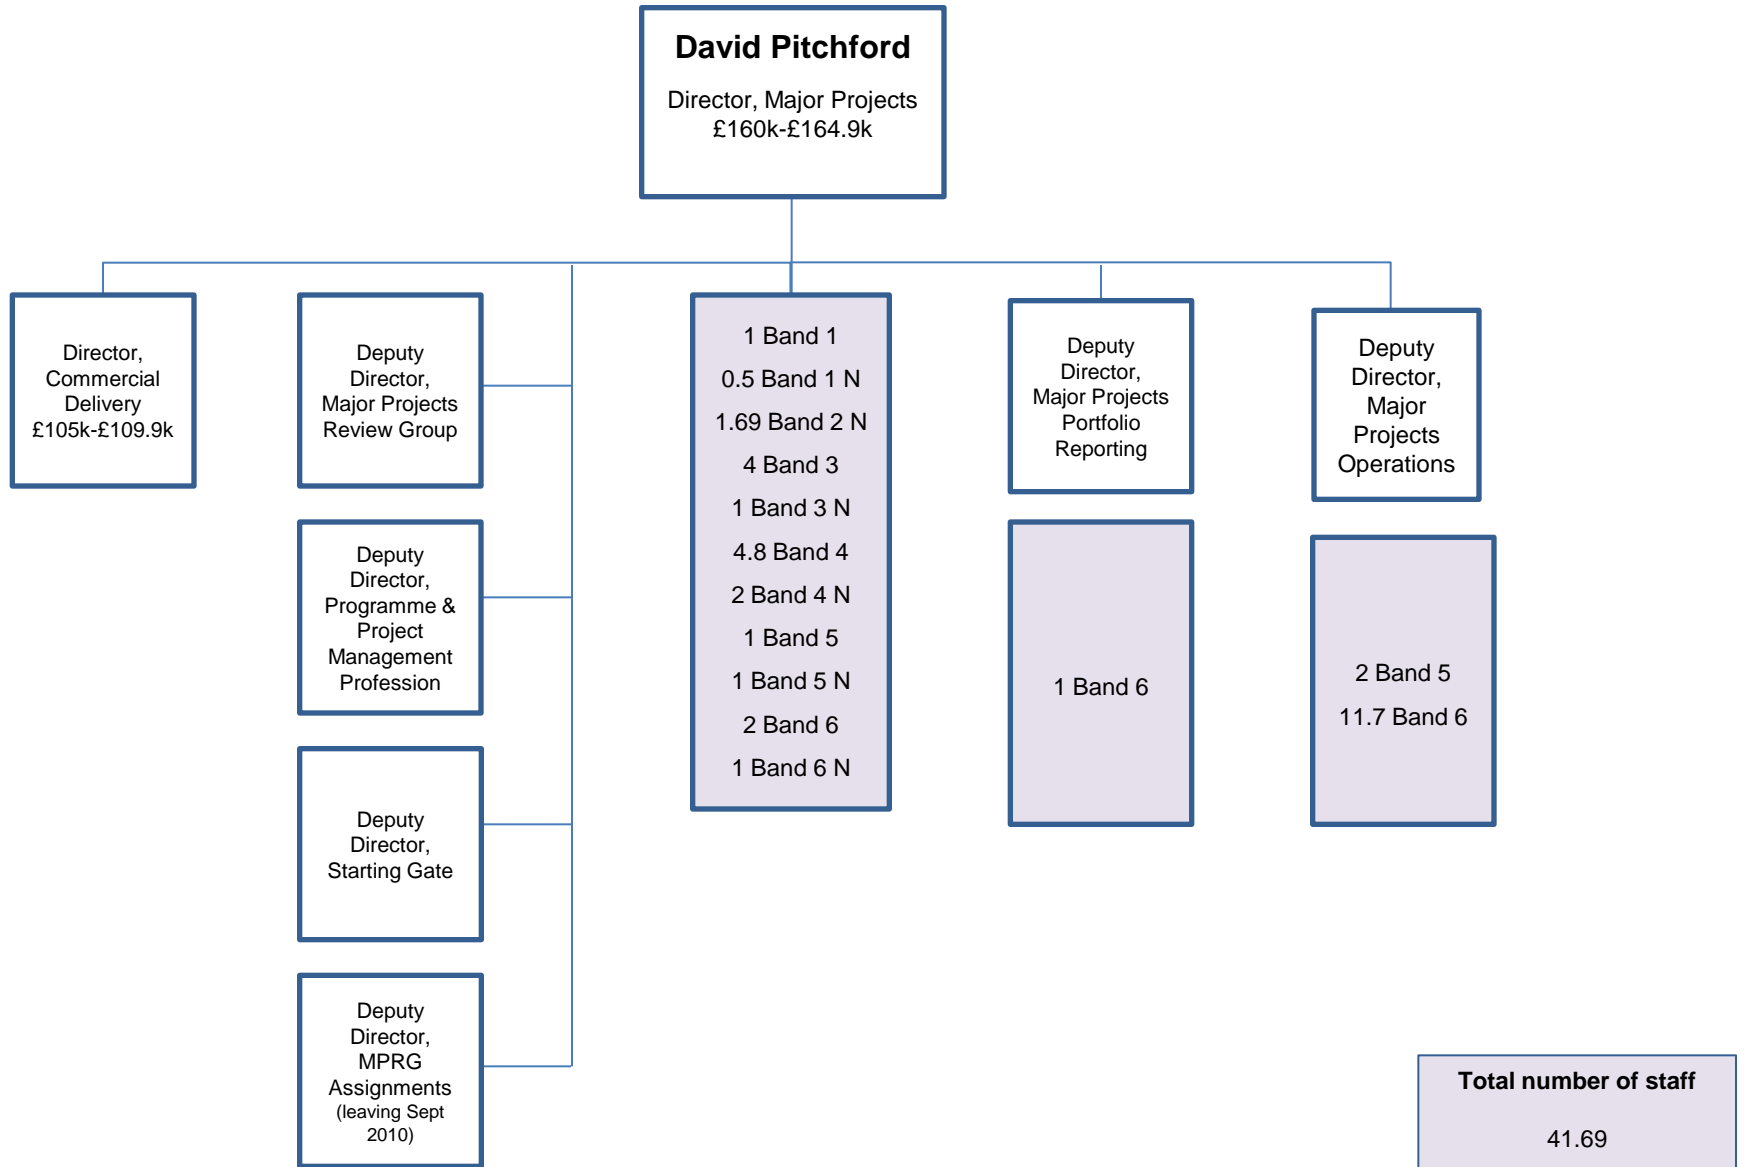 David Pitchford
Director, Major Projects
£160k-£164.9k
Director,
Commercial
Delivery
£105k-£109.9k
Deputy
Director,
Major Projects
Review Group
Deputy
Director,
Programme &
Project
Management
Profession
Deputy
Director,
Starting Gate
Deputy
Director,
MPRG
Assignments
(leaving Sept
2010)
1 Band 1
0.5 Band 1 N
1.69 Band 2 N
4 Band 3
1 Band 3 N
4.8 Band 4
2 Band 4 N
1 Band 5
1 Band 5 N
2 Band 6
1 Band 6 N
Deputy
Director,
Major Projects
Portfolio
Reporting
1 Band 6
Deputy
Director,
Major
Projects
Operations
2 Band 5
11.7 Band 6
Total number of staff
41.69